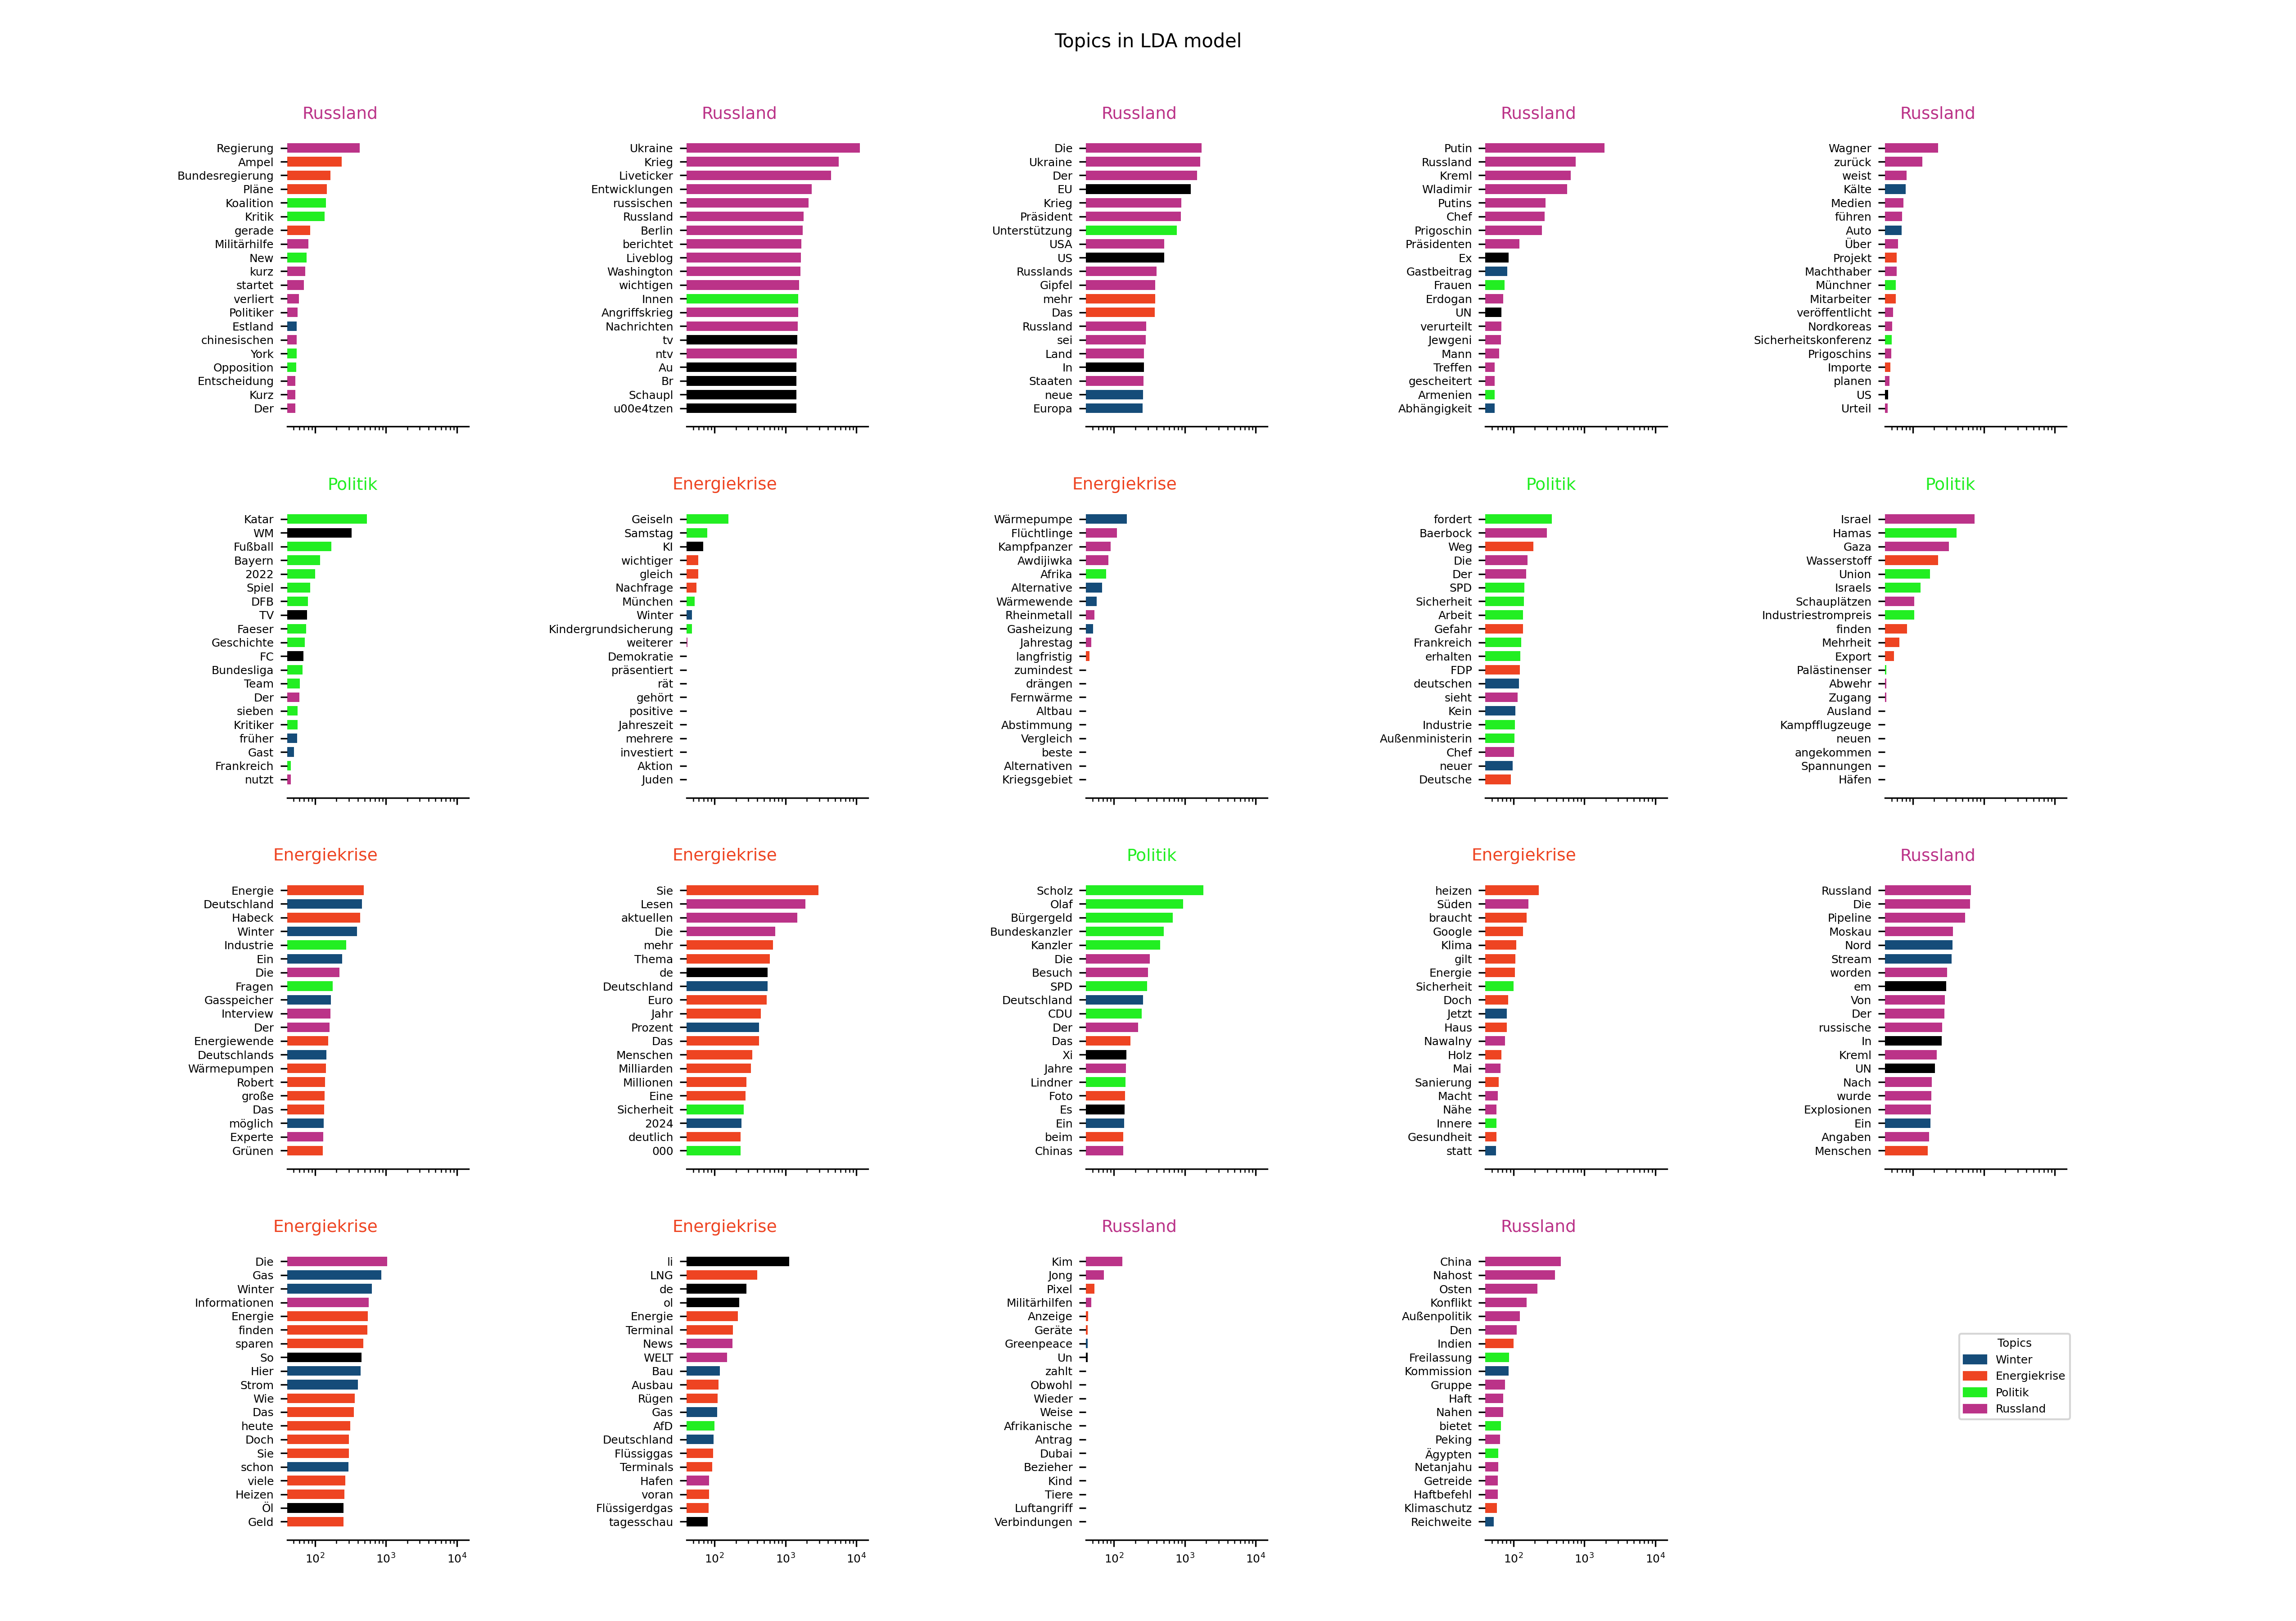 Topics in LDA model
Russland
Regierung
Ampel
Bundesregierung
Pläne
Koalition
Kritik
gerade
Militärhilfe
New
kurz
startet
verliert
Politiker
Estland
chinesischen
York
Opposition
Entscheidung
Kurz
Der
Russland
Ukraine
Krieg
Liveticker
Entwicklungen
russischen
Russland
Berlin
berichtet
Liveblog
Washington
wichtigen
Innen
Angriffskrieg
Nachrichten
tv
ntv
Au
Br
Schaupl
u00e4tzen
Russland
Die
Ukraine
Der
EU
Krieg
Präsident
Unterstützung
USA
US
Russlands
Gipfel
mehr
Das
Russland
sei
Land
In
Staaten
neue
Europa
Russland
Putin
Russland
Kreml
Wladimir
Putins
Chef
Prigoschin
Präsidenten
Ex
Gastbeitrag
Frauen
Erdogan
UN
verurteilt
Jewgeni
Mann
Treffen
gescheitert
Armenien
Abhängigkeit
Russland
Wagner
zurück
weist
Kälte
Medien
führen
Auto
Über
Projekt
Machthaber
Münchner
Mitarbeiter
veröffentlicht
Nordkoreas
Sicherheitskonferenz
Prigoschins
Importe
planen
US
Urteil
Politik
Katar
WM
Fußball
Bayern
2022
Spiel
DFB
TV
Faeser
Geschichte
FC
Bundesliga
Team
Der
sieben
Kritiker
früher
Gast
Frankreich
nutzt
Energiekrise
Geiseln
Samstag
KI
wichtiger
gleich
Nachfrage
München
Winter
Kindergrundsicherung
weiterer
Demokratie
präsentiert
rät
gehört
positive
Jahreszeit
mehrere
investiert
Aktion
Juden
Energiekrise
Wärmepumpe
Flüchtlinge
Kampfpanzer
Awdijiwka
Afrika
Alternative
Wärmewende
Rheinmetall
Gasheizung
Jahrestag
langfristig
zumindest
drängen
Fernwärme
Altbau
Abstimmung
Vergleich
beste
Alternativen
Kriegsgebiet
Politik
fordert
Baerbock
Weg
Die
Der
SPD
Sicherheit
Arbeit
Gefahr
Frankreich
erhalten
FDP
deutschen
sieht
Kein
Industrie
Außenministerin
Chef
neuer
Deutsche
Politik
Israel
Hamas
Gaza
Wasserstoff
Union
Israels
Schauplätzen
Industriestrompreis
finden
Mehrheit
Export
Palästinenser
Abwehr
Zugang
Ausland
Kampfflugzeuge
neuen
angekommen
Spannungen
Häfen
Energiekrise
Energie
Deutschland
Habeck
Winter
Industrie
Ein
Die
Fragen
Gasspeicher
Interview
Der
Energiewende
Deutschlands
Wärmepumpen
Robert
große
Das
möglich
Experte
Grünen
Energiekrise
Sie
Lesen
aktuellen
Die
mehr
Thema
de
Deutschland
Euro
Jahr
Prozent
Das
Menschen
Milliarden
Millionen
Eine
Sicherheit
2024
deutlich
000
Politik
Scholz
Olaf
Bürgergeld
Bundeskanzler
Kanzler
Die
Besuch
SPD
Deutschland
CDU
Der
Das
Xi
Jahre
Lindner
Foto
Es
Ein
beim
Chinas
Energiekrise
heizen
Süden
braucht
Google
Klima
gilt
Energie
Sicherheit
Doch
Jetzt
Haus
Nawalny
Holz
Mai
Sanierung
Macht
Nähe
Innere
Gesundheit
statt
Russland
Russland
Die
Pipeline
Moskau
Nord
Stream
worden
em
Von
Der
russische
In
Kreml
UN
Nach
wurde
Explosionen
Ein
Angaben
Menschen
Energiekrise
Die
Gas
Winter
Informationen
Energie
finden
sparen
So
Hier
Strom
Wie
Das
heute
Doch
Sie
schon
viele
Heizen
Öl
Geld
10² 10³ 10⁴
Energiekrise
li
LNG
de
ol
Energie
Terminal
News
WELT
Bau
Ausbau
Rügen
Gas
AfD
Deutschland
Flüssiggas
Terminals
Hafen
voran
Flüssigerdgas
tagesschau
10² 10³ 10⁴
Russland
Kim
Jong
Pixel
Militärhilfen
Anzeige
Geräte
Greenpeace
Un
zahlt
Obwohl
Wieder
Weise
Afrikanische
Antrag
Dubai
Bezieher
Kind
Tiere
Luftangriff
Verbindungen
10² 10³ 10⁴
Russland
China
Nahost
Osten
Konflikt
Außenpolitik
Den
Indien
Freilassung
Kommission
Gruppe
Haft
Nahen
bietet
Peking
Ägypten
Netanjahu
Getreide
Haftbefehl
Klimaschutz
Reichweite
10² 10³ 10⁴
Topics
Winter
Energiekrise
Politik
Russland